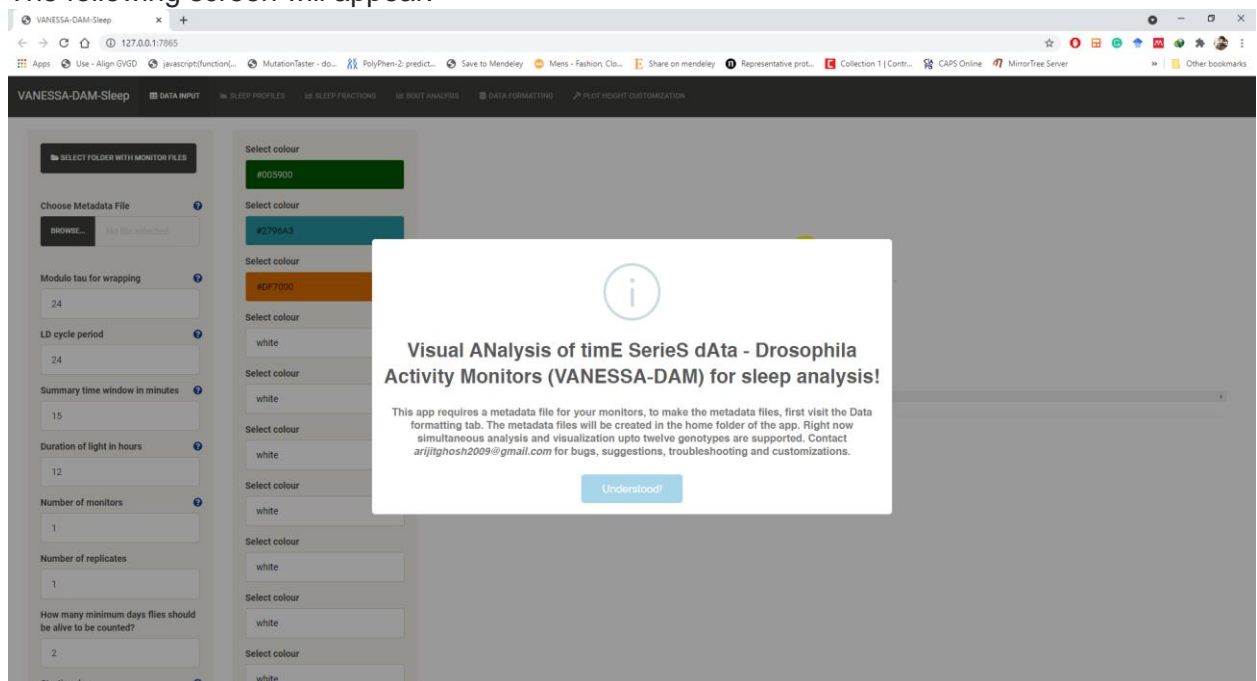 The following screen will appear.
VANESSA-DAM-Sleep
127.0.0.1:7865
Apps Use - Align GVGD javascript(function(... MutationTaster - do... PolyPhen-2: predict... Save to Mendeley Mens - Fashion, Clo... Share on mendeley Representative prot... Collection 1 | Contr... CAPS Online MirrorTree Server » Other bookmarks
VANESSA-DAM-Sleep DATA INPUT SLEEP PROFILES SLEEP FRACTIONS BOUT ANALYSIS DATA FORMATTING PLOT HEIGHT CUSTOMIZATION
SELECT FOLDER WITH MONITOR FILES
Choose Metadata File
BROWSE... No file selected
Modulo tau for wrapping
24
LD cycle period
24
Summary time window in minutes
15
Duration of light in hours
12
Number of monitors
1
Number of replicates
1
How many minimum days flies should
be alive to be counted?
2
Select colour
#005900
Select colour
#2796A3
Select colour
#DF7000
Select colour
white
Select colour
white
Select colour
white
Select colour
white
Select colour
white
Select colour
white
Select colour
white
Visual ANalysis of timE SerieS dAta - Drosophila
Activity Monitors (VANESSA-DAM) for sleep analysis!
This app requires a metadata file for your monitors, to make the metadata files, first visit the Data
formatting tab. The metadata files will be created in the home folder of the app. Right now
simultaneous analysis and visualization upto twelve genotypes are supported. Contact
arijitghosh2009@gmail.com for bugs, suggestions, troubleshooting and customizations.
Understood!